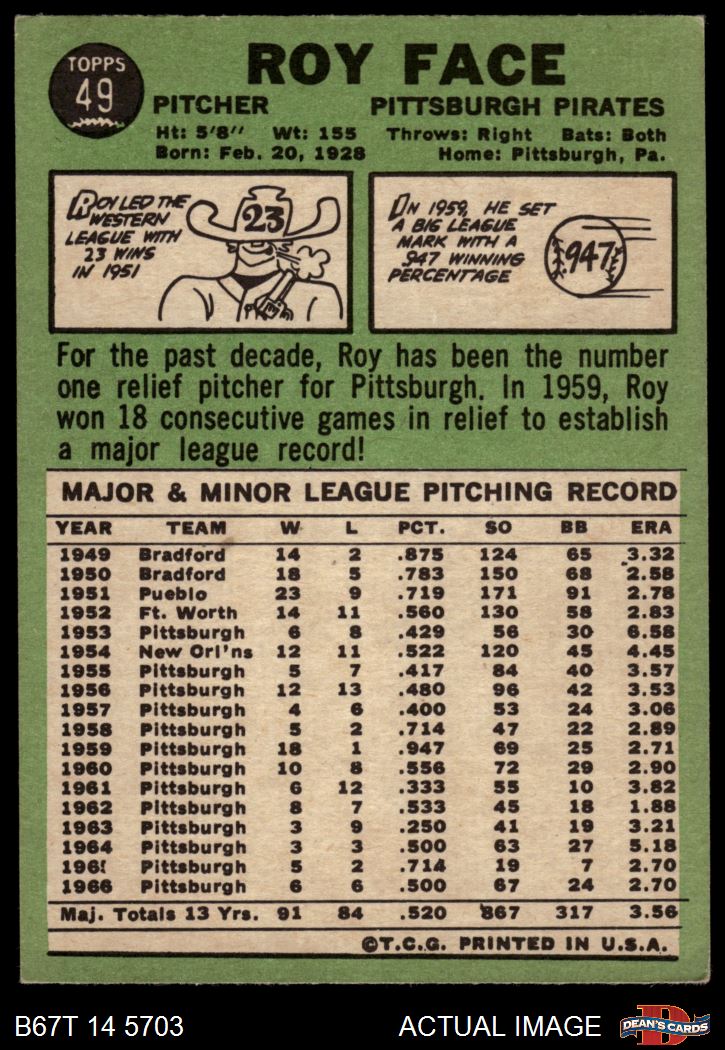 TOPPS
49
ROY FACE
PITCHER PITTSBURGH PIRATES
Ht: 5'8" Wt: 155 Throws: Right Bats: Both
Born: Feb. 20, 1928 Home: Pittsburgh, Pa.
ROY LED THE
WESTERN
LEAGUE WITH
23 WINS
IN 1951
23
IN 1959, HE SET
A BIG LEAGUE
MARK WITH A
.947 WINNING
PERCENTAGE
.947
For the past decade, Roy has been the number
one relief pitcher for Pittsburgh. In 1959, Roy
won 18 consecutive games in relief to establish
a major league record!
MAJOR & MINOR LEAGUE PITCHING RECORD
YEAR TEAM W L PCT. SO BB ERA
1949 Bradford 14 2 .875 124 65 3.32
1950 Bradford 18 5 .783 150 68 2.58
1951 Pueblo 23 9 .719 171 91 2.78
1952 Ft. Worth 14 11 .560 130 58 2.83
1953 Pittsburgh 6 8 .429 56 30 6.58
1954 New Orl'ns 12 11 .522 120 45 4.45
1955 Pittsburgh 5 7 .417 84 40 3.57
1956 Pittsburgh 12 13 .480 96 42 3.53
1957 Pittsburgh 4 6 .400 53 24 3.06
1958 Pittsburgh 5 2 .714 47 22 2.89
1959 Pittsburgh 18 1 .947 69 25 2.71
1960 Pittsburgh 10 8 .556 72 29 2.90
1961 Pittsburgh 6 12 .333 55 10 3.82
1962 Pittsburgh 8 7 .533 45 18 1.88
1963 Pittsburgh 3 9 .250 41 19 3.21
1964 Pittsburgh 3 3 .500 63 27 5.18
1965 Pittsburgh 5 2 .714 19 7 2.70
1966 Pittsburgh 6 6 .500 67 24 2.70
Maj. Totals 13 Yrs. 91 84 .520 867 317 3.56
©T.C.G. PRINTED IN U.S.A.
B67T 14 5703 ACTUAL IMAGE DEAN'S CARDS